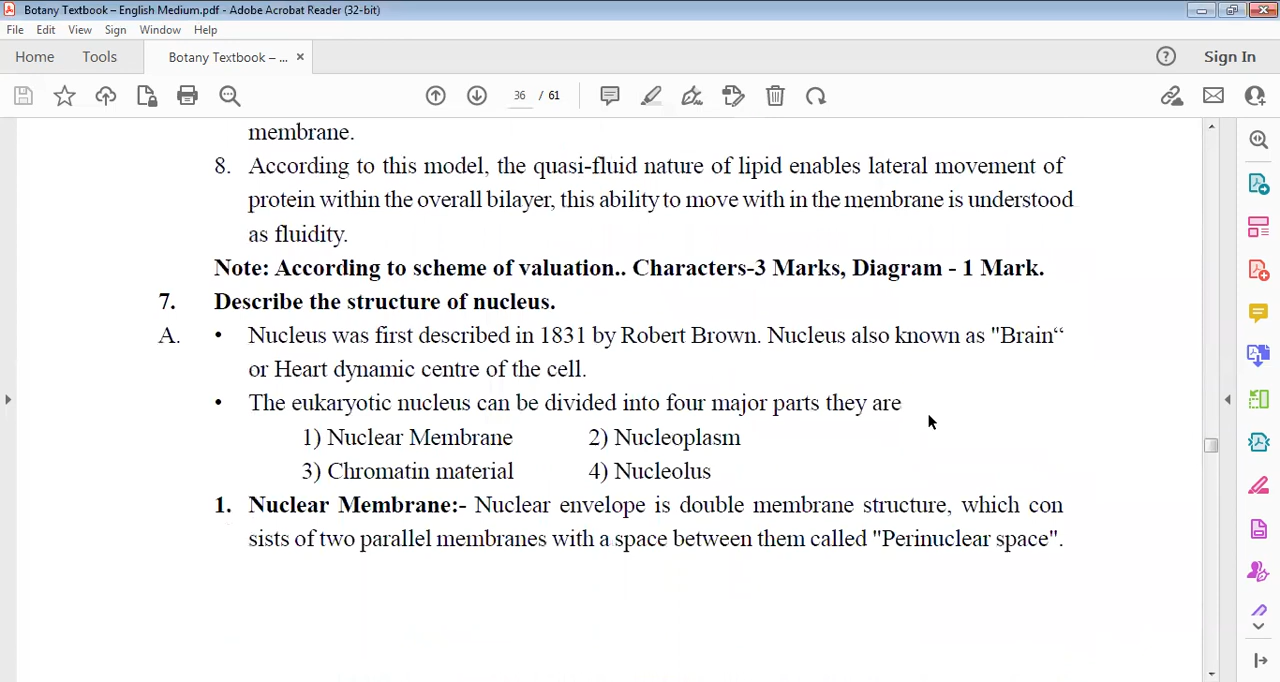 Botany Textbook – English Medium.pdf - Adobe Acrobat Reader (32-bit)
File Edit View Sign Window Help
Home Tools Botany Textbook – ... × ? Sign In
36 / 61
membrane.
8. According to this model, the quasi-fluid nature of lipid enables lateral movement of
protein within the overall bilayer, this ability to move with in the membrane is understood
as fluidity.
Note: According to scheme of valuation.. Characters-3 Marks, Diagram - 1 Mark.
7. Describe the structure of nucleus.
A. • Nucleus was first described in 1831 by Robert Brown. Nucleus also known as "Brain“
or Heart dynamic centre of the cell.
• The eukaryotic nucleus can be divided into four major parts they are
1) Nuclear Membrane 2) Nucleoplasm
3) Chromatin material 4) Nucleolus
1. Nuclear Membrane:- Nuclear envelope is double membrane structure, which con
sists of two parallel membranes with a space between them called "Perinuclear space".